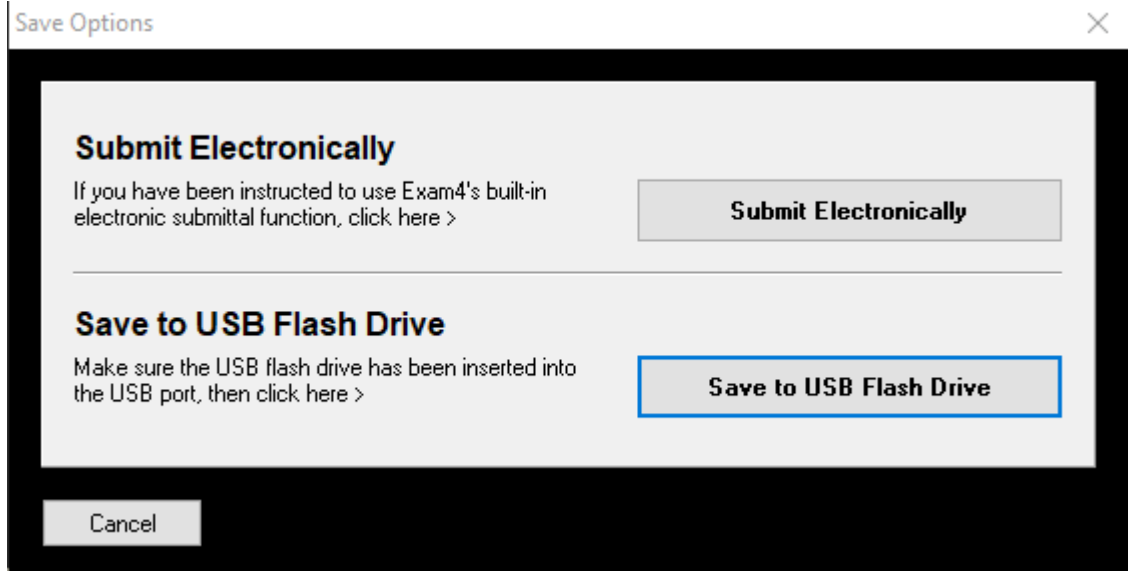 Save Options
Submit Electronically
If you have been instructed to use Exam4's built-in
electronic submittal function, click here >
Submit Electronically
Save to USB Flash Drive
Make sure the USB flash drive has been inserted into
the USB port, then click here >
Save to USB Flash Drive
Cancel